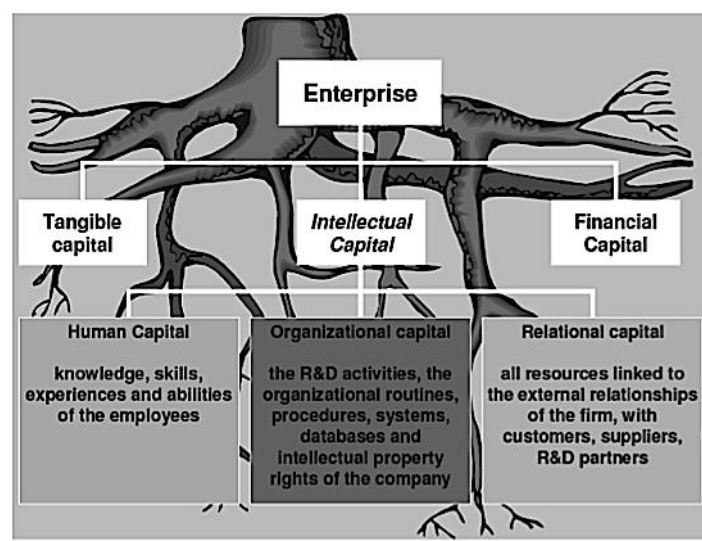 Enterprise
Tangible
capital
Intellectual
Capital
Financial
Capital
Human Capital
knowledge, skills,
experiences and abilities
of the employees
Organizational capital
the R&D activities, the
organizational routines,
procedures, systems,
databases and
intellectual property
rights of the company
Relational capital
all resources linked to
the external relationships
of the firm, with
customers, suppliers,
R&D partners